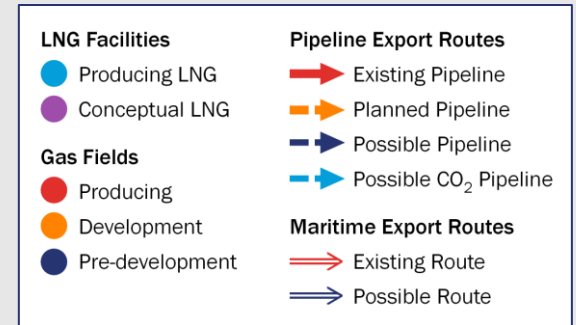 LNG Facilities
Producing LNG
Conceptual LNG
Gas Fields
Producing
Development
Pre-development
Pipeline Export Routes
Existing Pipeline
Planned Pipeline
Possible Pipeline
Possible CO₂ Pipeline
Maritime Export Routes
Existing Route
Possible Route